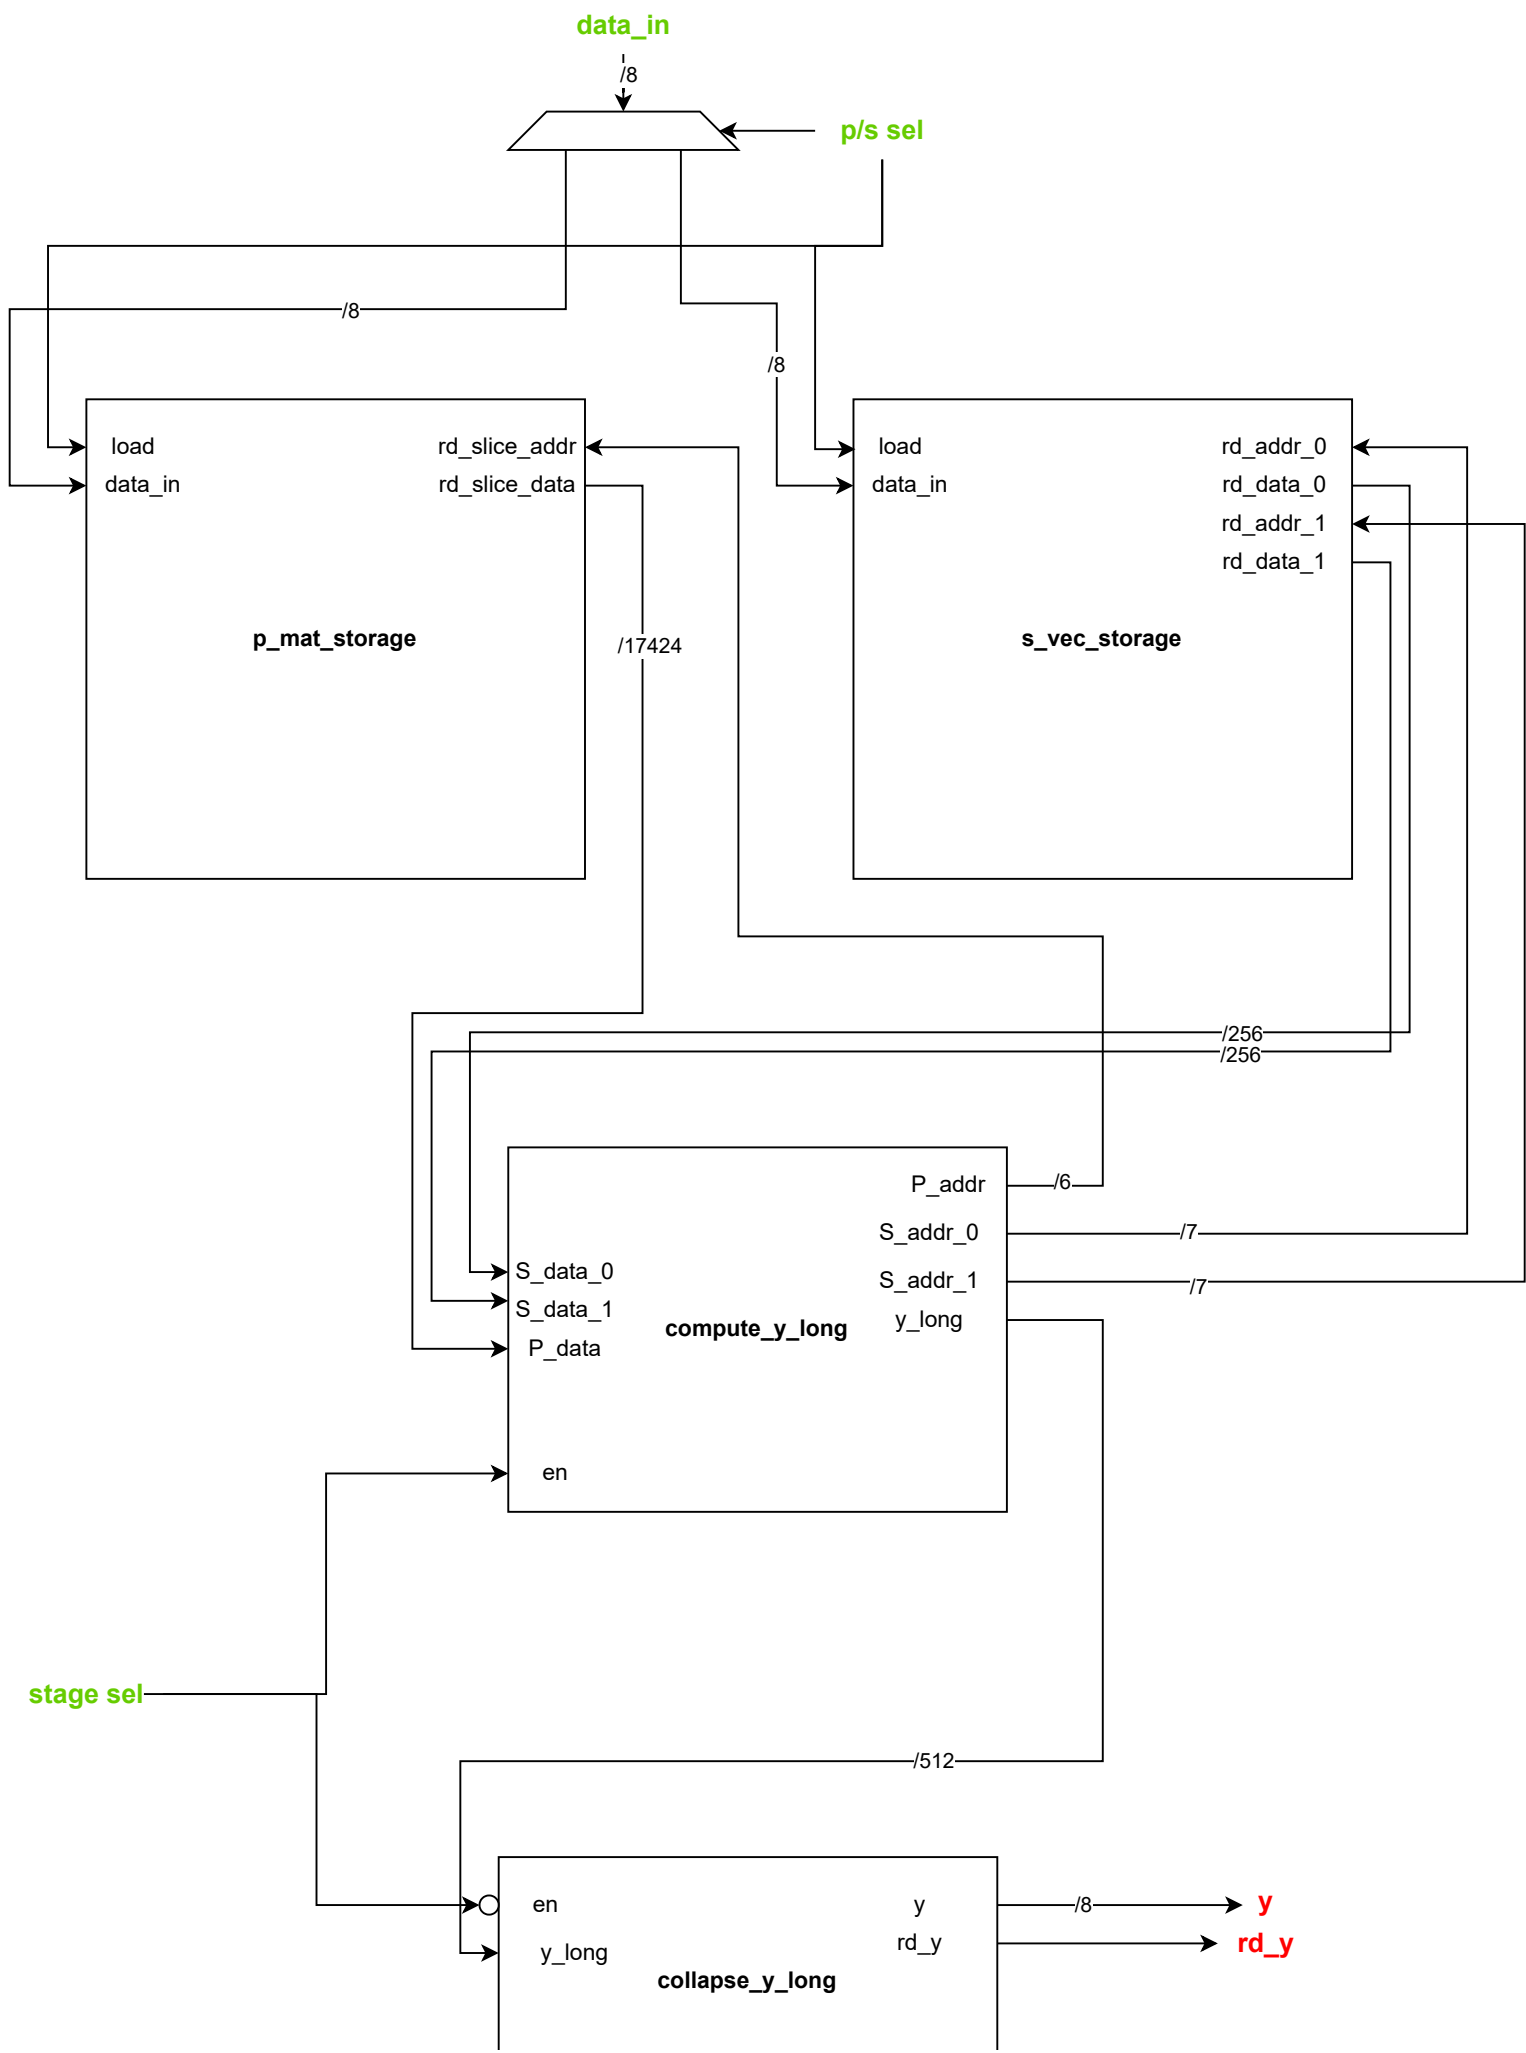 data_in
/8
p/s sel
/8
/8
load
rd_slice_addr
data_in
rd_slice_data
p_mat_storage
/17424
load
rd_addr_0
data_in
rd_data_0
rd_addr_1
rd_data_1
s_vec_storage
/256
/256
P_addr
/6
S_addr_0
/7
S_data_0
S_addr_1
/7
S_data_1
y_long
compute_y_long
P_data
en
stage sel
/512
en
y
/8
y
y_long
rd_y
rd_y
collapse_y_long